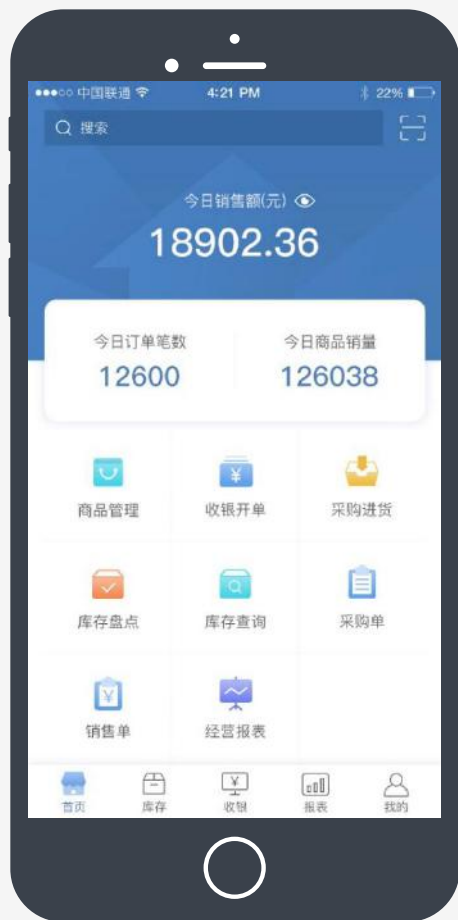 中国联通 4:21 PM 22%
搜索
今日销售额(元)
18902.36
今日订单笔数 今日商品销量
12600 126038
商品管理 收银开单 采购进货
库存盘点 库存查询 采购单
销售单 经营报表
首页 库存 收银 报表 我的